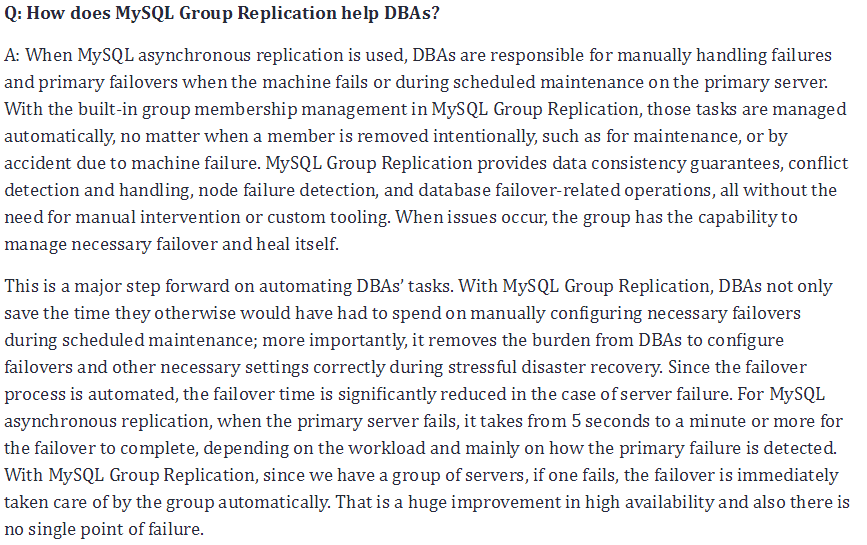 Q: How does MySQL Group Replication help DBAs?
A: When MySQL asynchronous replication is used, DBAs are responsible for manually handling failures
and primary failovers when the machine fails or during scheduled maintenance on the primary server.
With the built-in group membership management in MySQL Group Replication, those tasks are managed
automatically, no matter when a member is removed intentionally, such as for maintenance, or by
accident due to machine failure. MySQL Group Replication provides data consistency guarantees, conflict
detection and handling, node failure detection, and database failover-related operations, all without the
need for manual intervention or custom tooling. When issues occur, the group has the capability to
manage necessary failover and heal itself.
This is a major step forward on automating DBAs’ tasks. With MySQL Group Replication, DBAs not only
save the time they otherwise would have had to spend on manually configuring necessary failovers
during scheduled maintenance; more importantly, it removes the burden from DBAs to configure
failovers and other necessary settings correctly during stressful disaster recovery. Since the failover
process is automated, the failover time is significantly reduced in the case of server failure. For MySQL
asynchronous replication, when the primary server fails, it takes from 5 seconds to a minute or more for
the failover to complete, depending on the workload and mainly on how the primary failure is detected.
With MySQL Group Replication, since we have a group of servers, if one fails, the failover is immediately
taken care of by the group automatically. That is a huge improvement in high availability and also there is
no single point of failure.